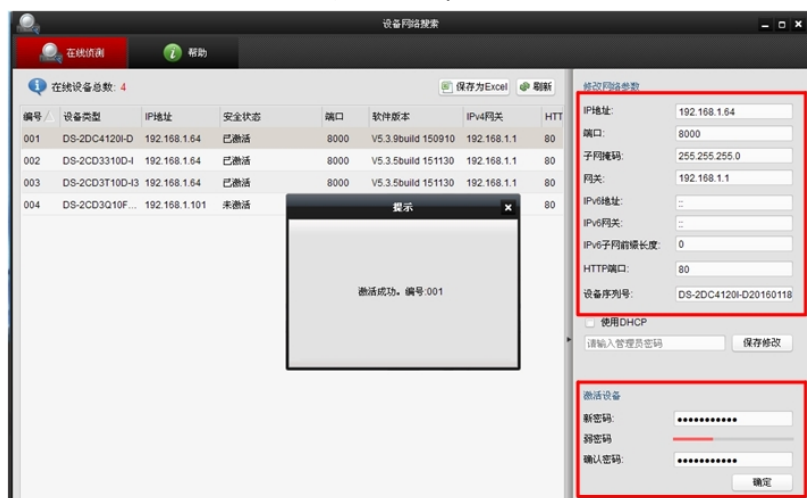 设备网络搜索
在线侦测 帮助
在线设备总数: 4 保存为Excel 刷新
编号 设备类型 IP地址 安全状态 端口 软件版本 IPv4网关 HTT
001 DS-2DC4120I-D 192.168.1.64 已激活 8000 V5.3.9build 150910 192.168.1.1 80
002 DS-2CD3310D-I 192.168.1.64 已激活 8000 V5.3.5build 151130 192.168.1.1 80
003 DS-2CD3T10D-I3 192.168.1.64 已激活 8000 V5.3.5build 151130 192.168.1.1 80
004 DS-2CD3Q10F... 192.168.1.101 未激活 80
提示
激活成功。编号:001
修改网络参数
IP地址: 192.168.1.64
端口: 8000
子网掩码: 255.255.255.0
网关: 192.168.1.1
IPv6地址: ::
IPv6网关: ::
IPv6子网前缀长度: 0
HTTP端口: 80
设备序列号: DS-2DC4120I-D20160118
使用DHCP
请输入管理员密码 保存修改
激活设备
新密码: •••••••••••
弱密码
确认密码: •••••••••••
确定